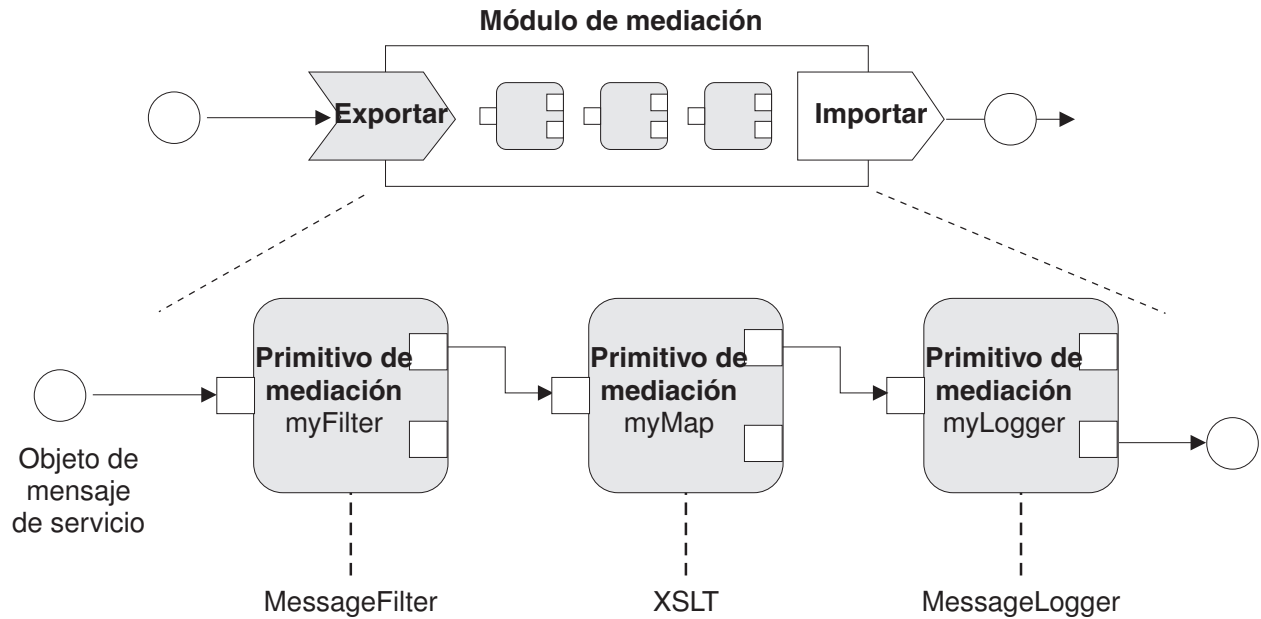 Módulo de mediación
Exportar
Importar
Primitivo de
mediación
myFilter
Primitivo de
mediación
myMap
Primitivo de
mediación
myLogger
Objeto de
mensaje
de servicio
MessageFilter
XSLT
MessageLogger